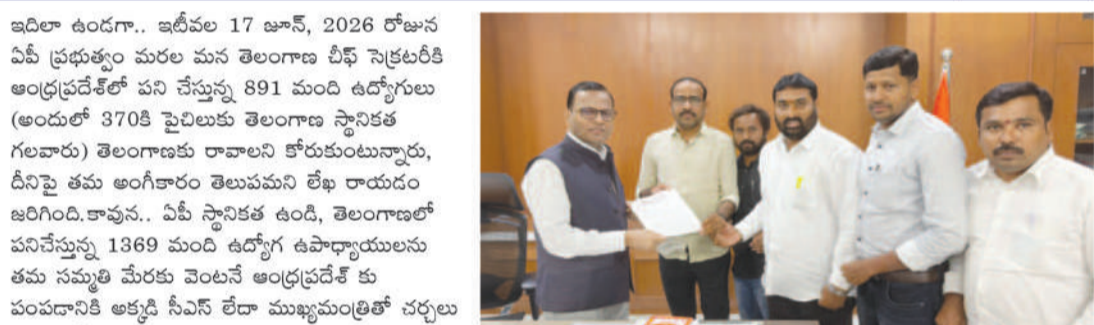 ఇదిలా ఉండగా.. ఇటీవల 17 జూన్, 2026 రోజున
ఏపీ ప్రభుత్వం మరల మన తెలంగాణ చీఫ్ సెక్రటరీకి
ఆంధ్రప్రదేశ్‌లో పని చేస్తున్న 891 మంది ఉద్యోగులు
(అందులో 370కి పైచిలుకు తెలంగాణ స్థానికత
గలవారు) తెలంగాణకు రావాలని కోరుకుంటున్నారు,
దీనిపై తమ అంగీకారం తెలుపమని లేఖ రాయడం
జరిగింది.కావున.. ఏపీ స్థానికత ఉండి, తెలంగాణలో
పనిచేస్తున్న 1369 మంది ఉద్యోగ ఉపాధ్యాయులను
తమ సమ్మతి మేరకు వెంటనే ఆంధ్రప్రదేశ్ కు
పంపడానికి అక్కడి సీఎస్ లేదా ముఖ్యమంత్రితో చర్చలు